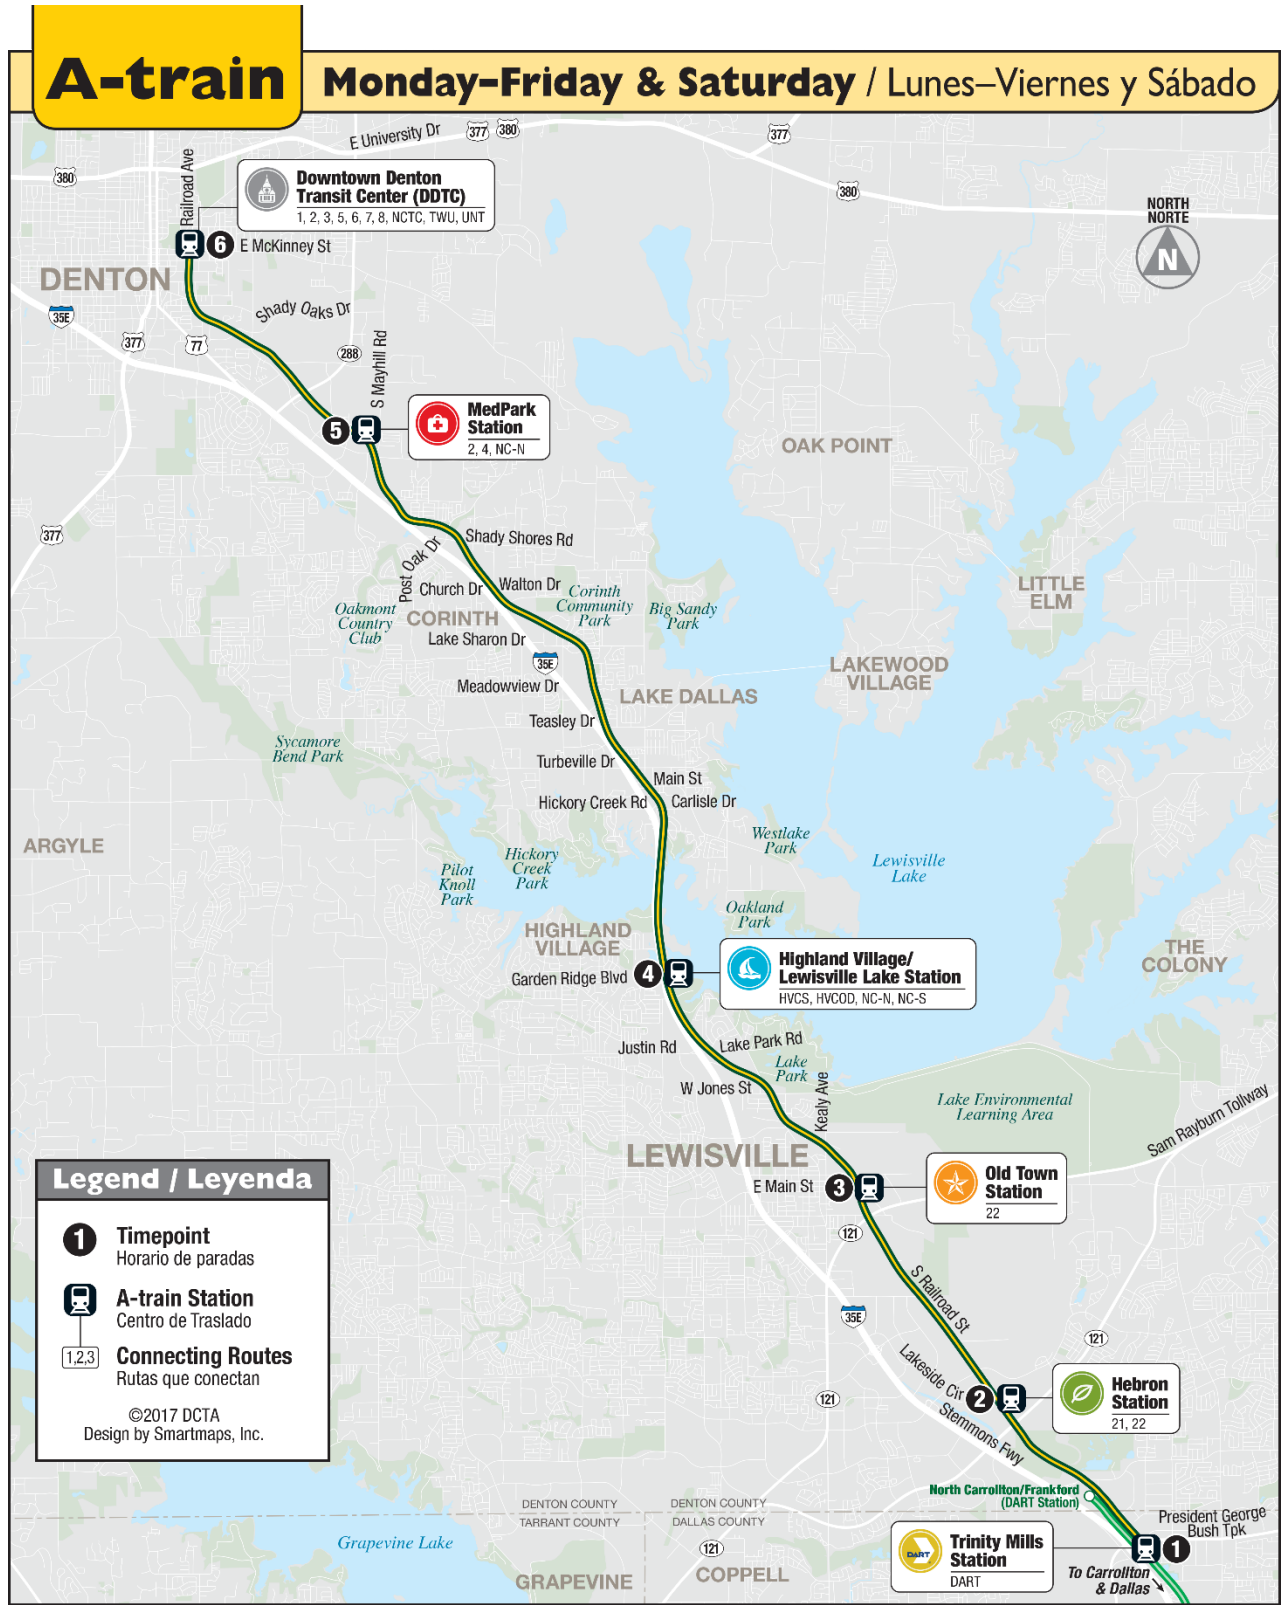 A-train
Monday–Friday & Saturday / Lunes–Viernes y Sábado
E University Dr
377
380
377
380
380
Railroad Ave
Downtown Denton
Transit Center (DDTC)
1, 2, 3, 5, 6, 7, 8, NCTC, TWU, UNT
NORTH
NORTE
N
6
E McKinney St
DENTON
35E
Shady Oaks Dr
377
77
288
S Mayhill Rd
5
MedPark
Station
2, 4, NC-N
OAK POINT
377
Shady Shores Rd
Post Oak Dr
Church Dr
Walton Dr
Corinth
Community
Park
Big Sandy
Park
LITTLE
ELM
Oakmont
Country
Club
CORINTH
Lake Sharon Dr
35E
LAKEWOOD
VILLAGE
Meadowview Dr
LAKE DALLAS
Teasley Dr
Sycamore
Bend Park
Turbeville Dr
Main St
Hickory Creek Rd
Carlisle Dr
ARGYLE
Westlake
Park
Hickory
Creek
Park
Pilot
Knoll
Park
Lewisville
Lake
Oakland
Park
HIGHLAND
VILLAGE
THE
COLONY
Garden Ridge Blvd
4
Highland Village/
Lewisville Lake Station
HVCS, HVCOD, NC-N, NC-S
Justin Rd
Lake Park Rd
Lake
Park
W Jones St
Kealy Ave
Lake Environmental
Learning Area
Sam Rayburn Tollway
LEWISVILLE
E Main St
3
Old Town
Station
22
121
S Railroad St
35E
121
Lakeside Cir
2
Hebron
Station
21, 22
121
Stemmons Fwy
Legend / Leyenda
1
Timepoint
Horario de paradas
A-train Station
Centro de Traslado
1,2,3
Connecting Routes
Rutas que conectan
©2017 DCTA
Design by Smartmaps, Inc.
North Carrollton/Frankford
(DART Station)
DENTON COUNTY
TARRANT COUNTY
DENTON COUNTY
DALLAS COUNTY
President George
Bush Tpk
Grapevine Lake
121
DART
Trinity Mills
Station
DART
1
To Carrollton
& Dallas
GRAPEVINE
COPPELL